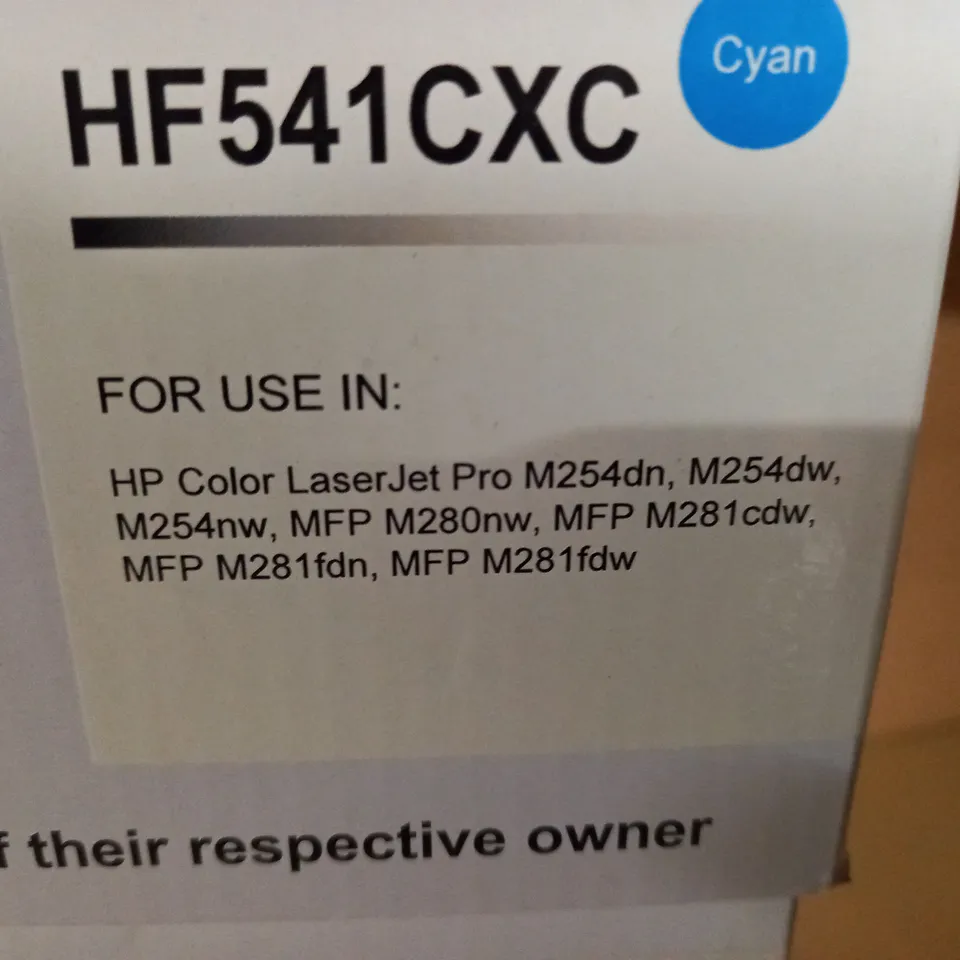 Cyan
HF541CXC
FOR USE IN:
HP Color LaserJet Pro M254dn, M254dw,
M254nw, MFP M280nw, MFP M281cdw,
MFP M281fdn, MFP M281fdw
their respective owner